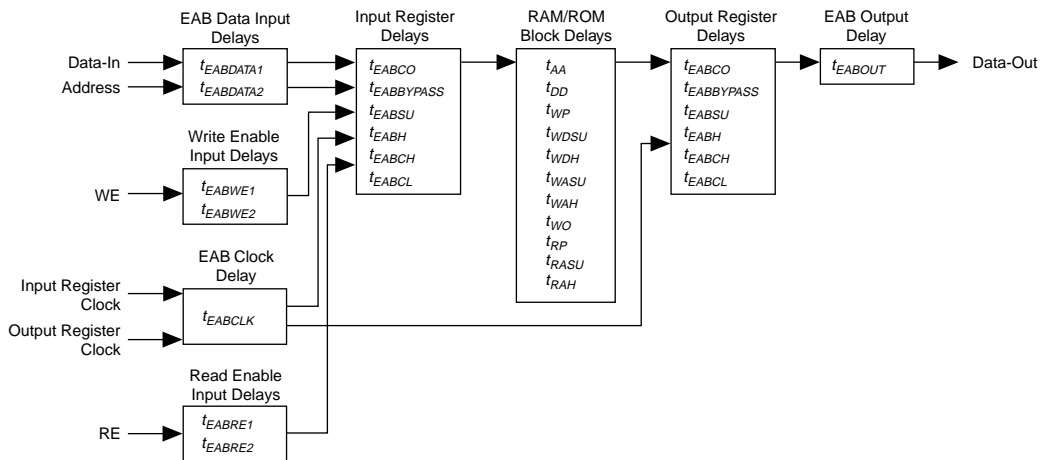 EAB Data Input
Delays
Data-In
Address
tEABDATA1
tEABDATA2
Write Enable
Input Delays
WE
tEABWE1
tEABWE2
EAB Clock
Delay
Input Register
Clock
Output Register
Clock
tEABCLK
Read Enable
Input Delays
RE
tEABRE1
tEABRE2
Input Register
Delays
tEABCO
tEABBYPASS
tEABSU
tEABH
tEABCH
tEABCL
RAM/ROM
Block Delays
tAA
tDD
tWP
tWDSU
tWDH
tWASU
tWAH
tWO
tRP
tRASU
tRAH
Output Register
Delays
tEABCO
tEABBYPASS
tEABSU
tEABH
tEABCH
tEABCL
EAB Output
Delay
tEABOUT
Data-Out